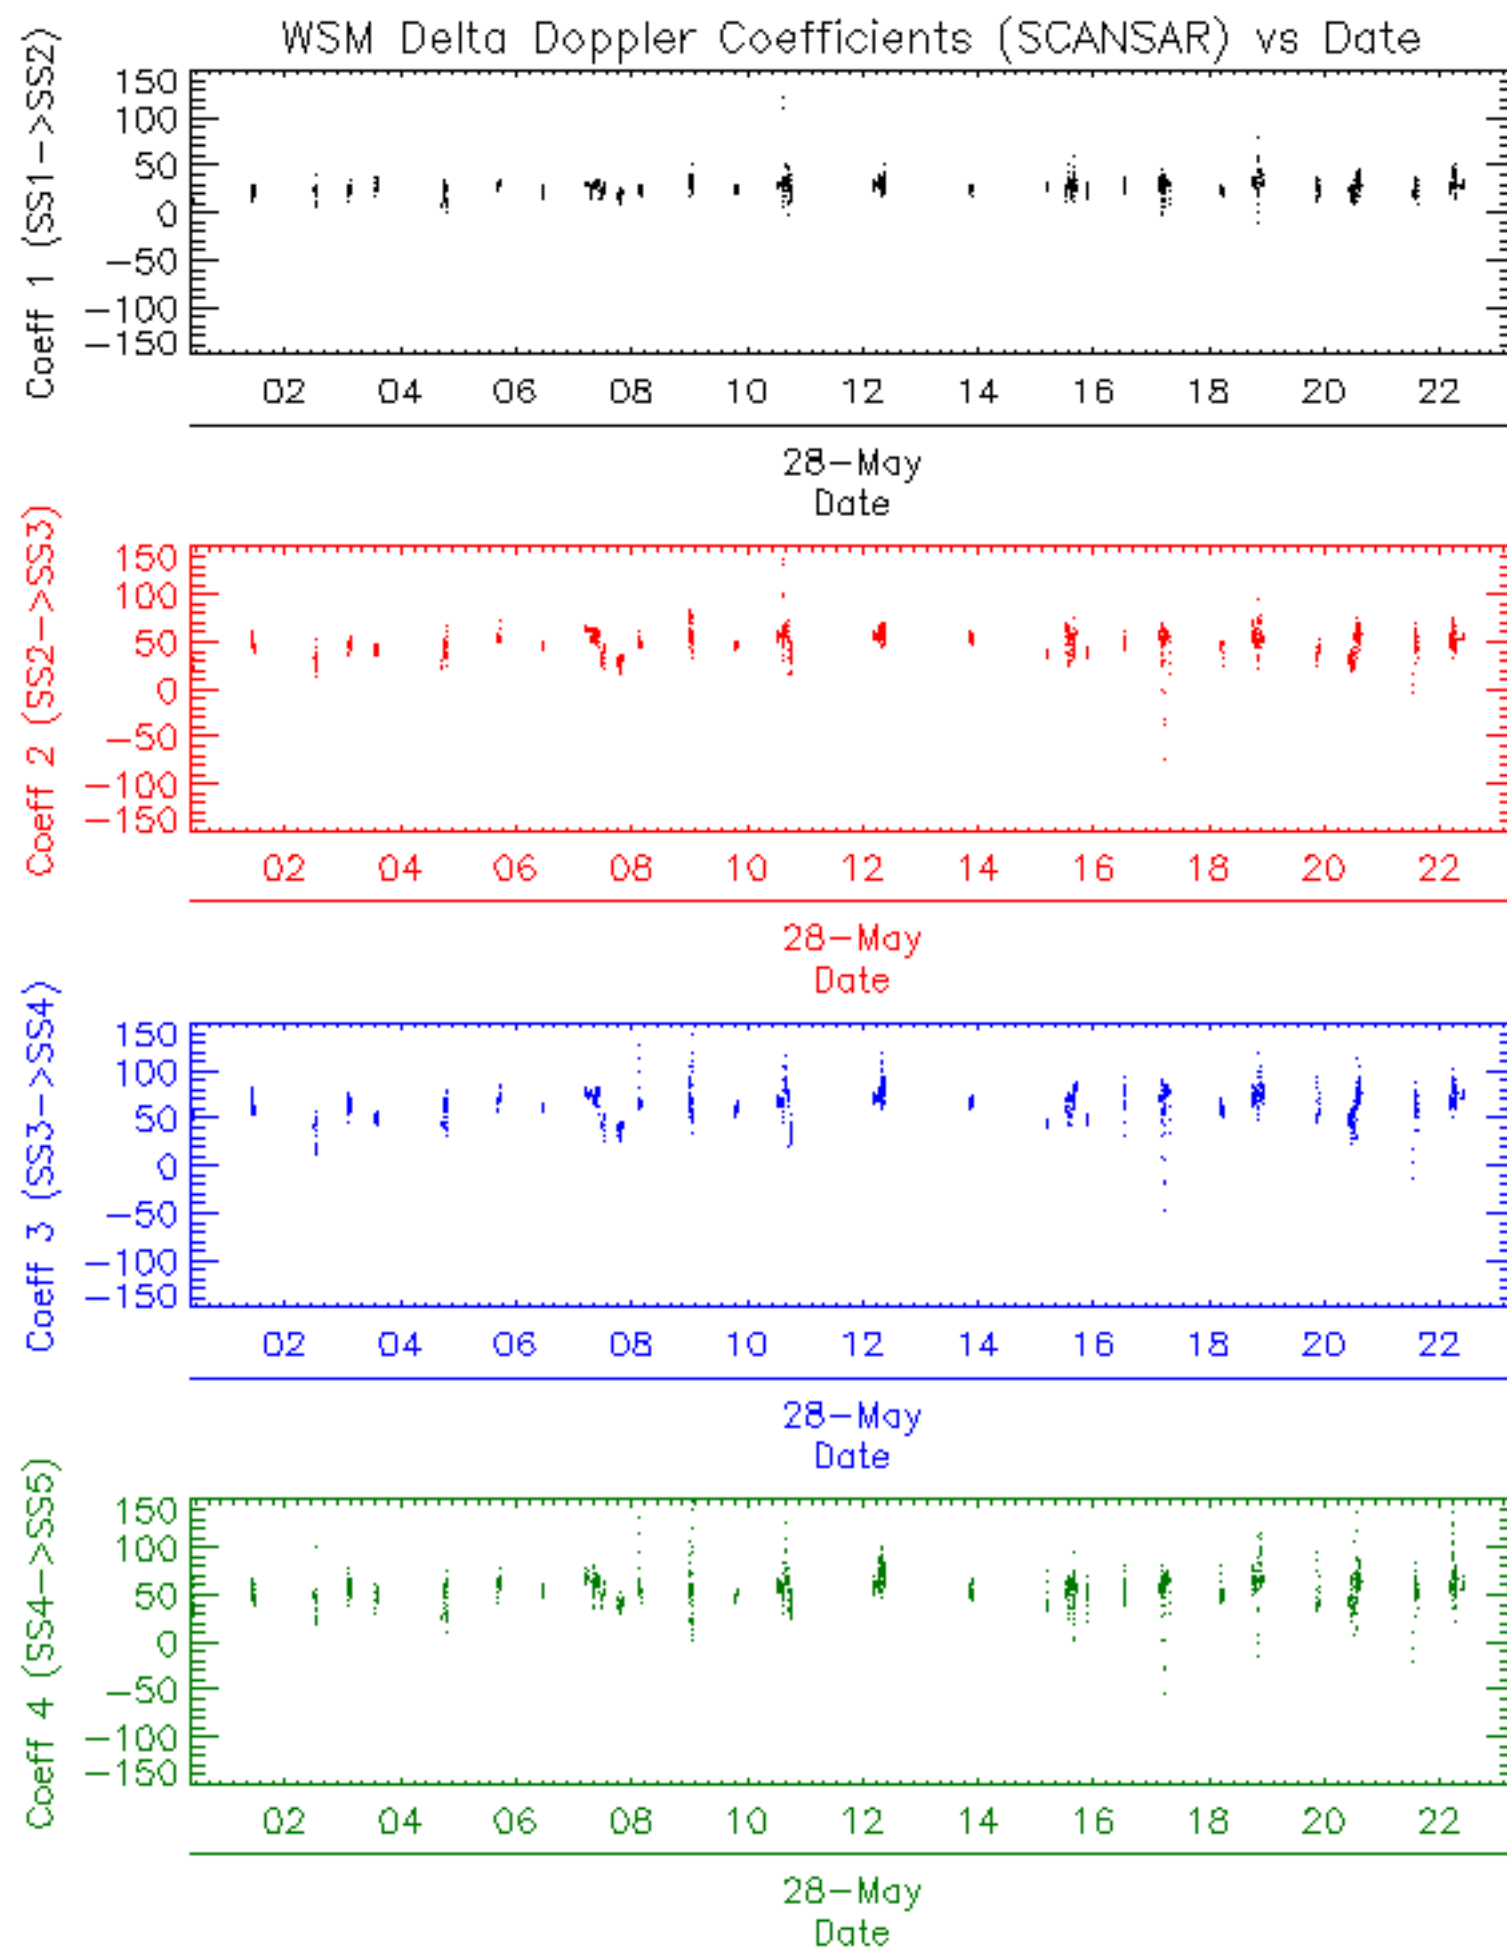 WSM Delta Doppler Coefficients (SCANSAR) vs Date
Coeff 1 (SS1->SS2)
150
100
50
0
-50
-100
-150
02 04 06 08 10 12 14 16 18 20 22
28-May
Date
Coeff 2 (SS2->SS3)
150
100
50
0
-50
-100
-150
02 04 06 08 10 12 14 16 18 20 22
28-May
Date
Coeff 3 (SS3->SS4)
150
100
50
0
-50
-100
-150
02 04 06 08 10 12 14 16 18 20 22
28-May
Date
Coeff 4 (SS4->SS5)
150
100
50
0
-50
-100
-150
02 04 06 08 10 12 14 16 18 20 22
28-May
Date